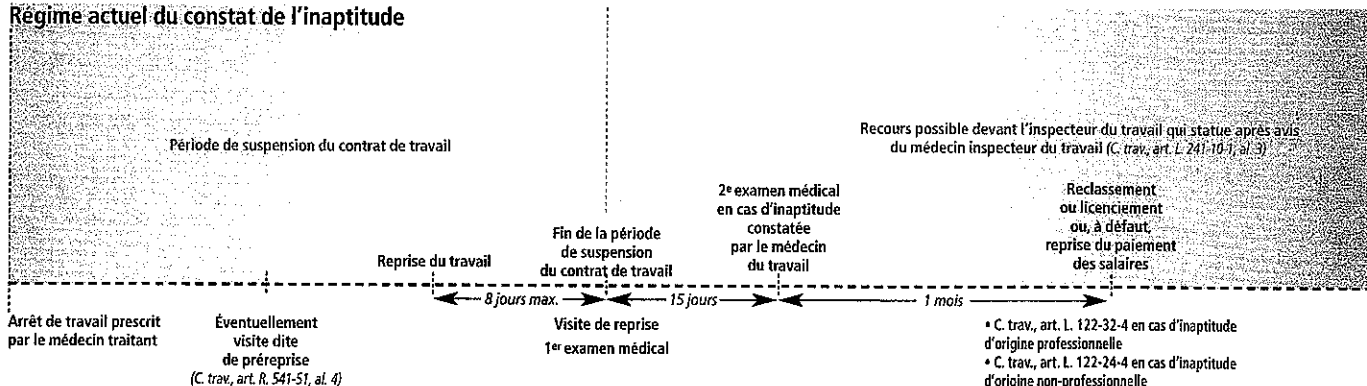 Régime actuel du constat de l'inaptitude
Période de suspension du contrat de travail
Recours possible devant l'inspecteur du travail qui statue après avis
du médecin inspecteur du travail (C. trav., art. L. 241-10-1, al. 3)
Reprise du travail
Fin de la période
de suspension
du contrat de travail
2e examen médical
en cas d'inaptitude
constatée
par le médecin
du travail
Reclassement
ou licenciement
ou, à défaut,
reprise du paiement
des salaires
8 jours max.
15 jours
1 mois
Arrêt de travail prescrit
par le médecin traitant
Éventuellement
visite dite
de préreprise
(C. trav., art. R. 541-51, al. 4)
Visite de reprise
1er examen médical
• C. trav., art. L. 122-32-4 en cas d'inaptitude
d'origine professionnelle
• C. trav., art. L. 122-24-4 en cas d'inaptitude
d'origine non-professionnelle